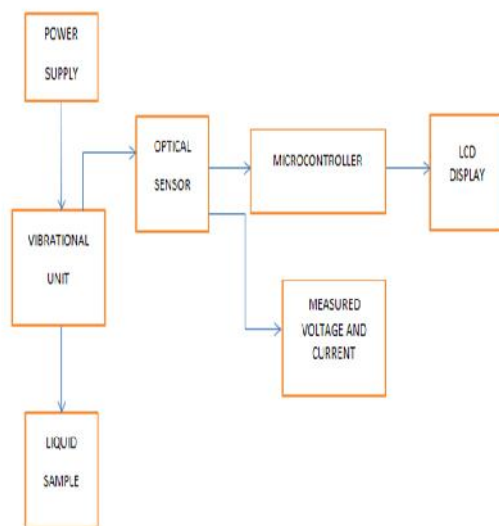 POWER
SUPPLY
OPTICAL
SENSOR
MICROCONTROLLER
LCD
DISPLAY
VIBRATIONAL
UNIT
MEASURED
VOLTAGE AND
CURRENT
LIQUID
SAMPLE